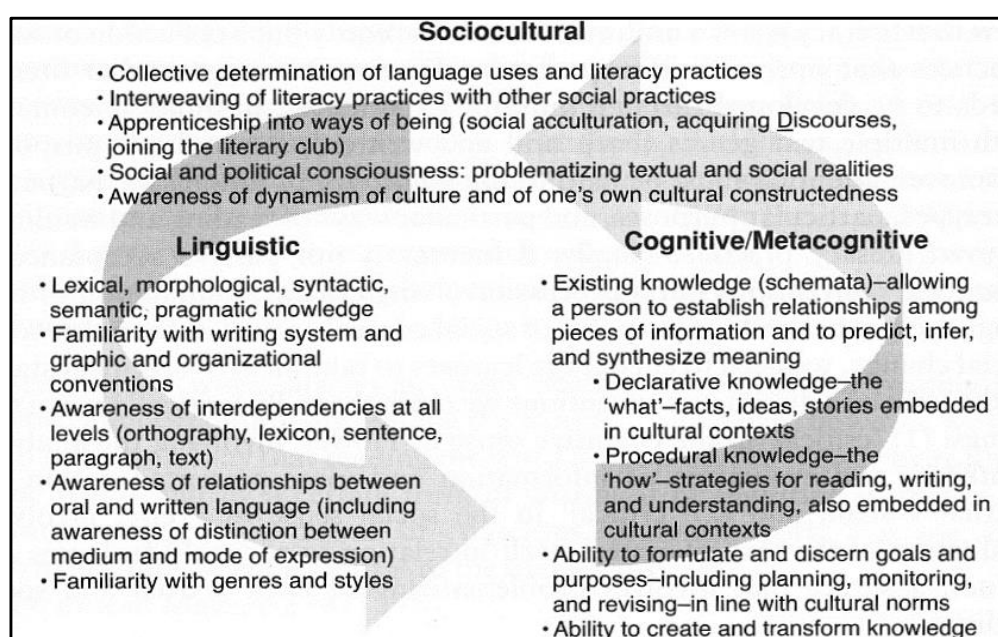 Sociocultural
• Collective determination of language uses and literacy practices
• Interweaving of literacy practices with other social practices
• Apprenticeship into ways of being (social acculturation, acquiring Discourses,
joining the literary club)
• Social and political consciousness: problematizing textual and social realities
• Awareness of dynamism of culture and of one's own cultural constructedness
Linguistic
• Lexical, morphological, syntactic,
semantic, pragmatic knowledge
• Familiarity with writing system and
graphic and organizational
conventions
• Awareness of interdependencies at all
levels (orthography, lexicon, sentence,
paragraph, text)
• Awareness of relationships between
oral and written language (including
awareness of distinction between
medium and mode of expression)
• Familiarity with genres and styles
Cognitive/Metacognitive
• Existing knowledge (schemata)–allowing
a person to establish relationships among
pieces of information and to predict, infer,
and synthesize meaning
• Declarative knowledge–the
'what'–facts, ideas, stories embedded
in cultural contexts
• Procedural knowledge–the
'how'–strategies for reading, writing,
and understanding, also embedded in
cultural contexts
• Ability to formulate and discern goals and
purposes–including planning, monitoring,
and revising–in line with cultural norms
• Ability to create and transform knowledge